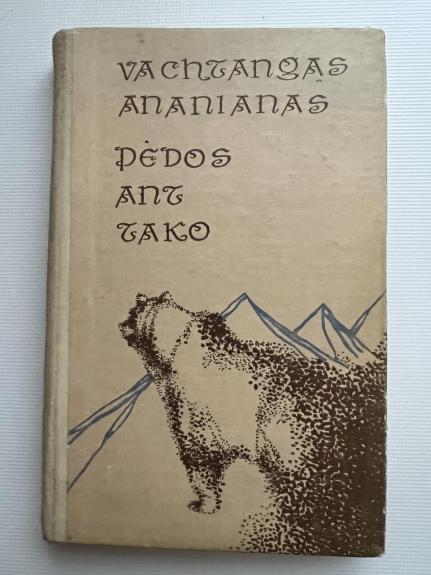 VACHTANGAS
ANANIANAS
PĖDOS
ANT
TAKO